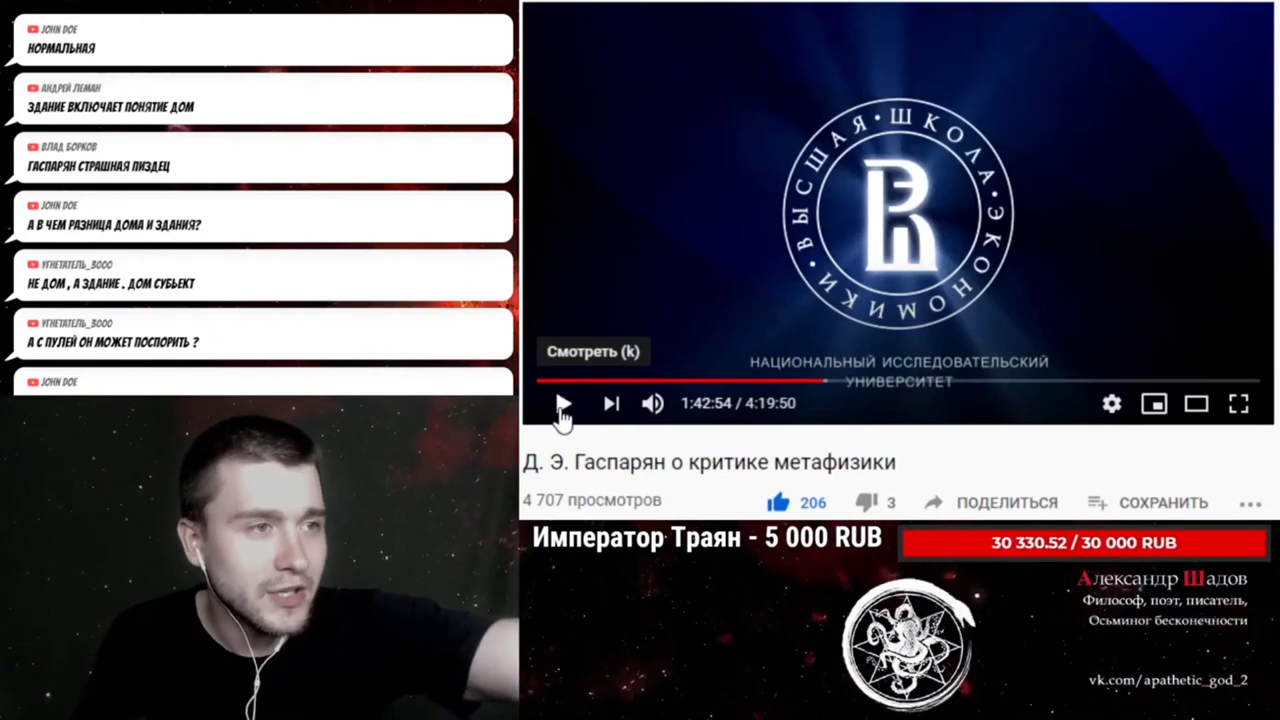 JOHN DOE
НОРМАЛЬНАЯ
АНДРЕЙ ЛЕМАН
ЗДАНИЕ ВКЛЮЧАЕТ ПОНЯТИЕ ДОМ
ВЛАД БОРКОВ
ГАСПАРЯН СТРАШНАЯ ПИЗДЕЦ
JOHN DOE
А В ЧЕМ РАЗНИЦА ДОМА И ЗДАНИЯ?
УГНЕТАТЕЛЬ_3000
НЕ ДОМ , А ЗДАНИЕ . ДОМ СУБЬЕКТ
УГНЕТАТЕЛЬ_3000
А С ПУЛЕЙ ОН МОЖЕТ ПОСПОРИТЬ ?
JOHN DOE
ВЫСШАЯ • ШКОЛА • ЭКОНОМИКИ •
НАЦИОНАЛЬНЫЙ ИССЛЕДОВАТЕЛЬСКИЙ
УНИВЕРСИТЕТ
Смотреть (k)
1:42:54 / 4:19:50
Д. Э. Гаспарян о критике метафизики
4 707 просмотров
206
3
ПОДЕЛИТЬСЯ
СОХРАНИТЬ
Император Траян - 5 000 RUB
30 330.52 / 30 000 RUB
Александр Шадов
Философ, поэт, писатель,
Осьминог бесконечности
vk.com/apathetic_god_2